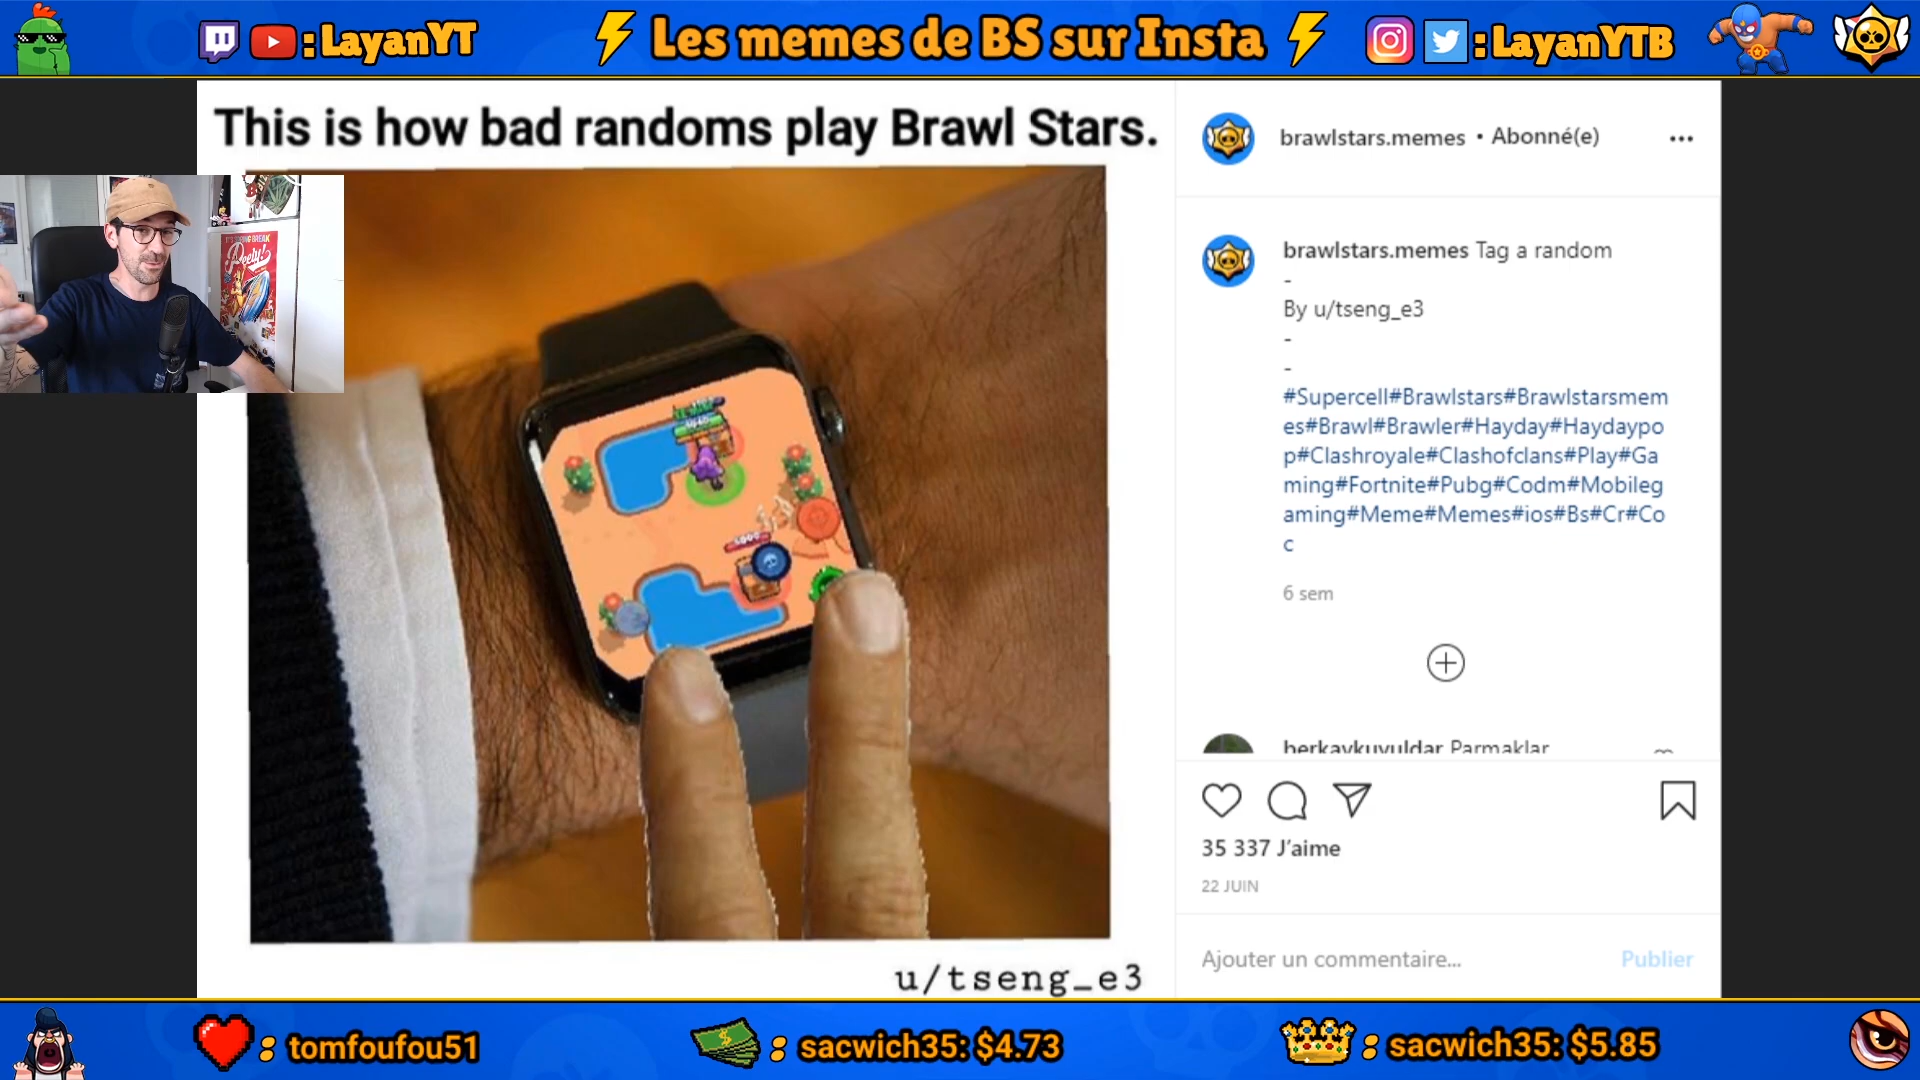 : LayanYT
Les memes de BS sur Insta
: LayanYTB
This is how bad randoms play Brawl Stars.
brawlstars.memes • Abonné(e)
brawlstars.memes Tag a random
-
By u/tseng_e3
-
-
#Supercell#Brawlstars#Brawlstarsmem
es#Brawl#Brawler#Hayday#Haydaypo
p#Clashroyale#Clashofclans#Play#Ga
ming#Fortnite#Pubg#Codm#Mobileg
aming#Meme#Memes#ios#Bs#Cr#Co
c
6 sem
berkaykuyuldar Parmaklar
35 337 J'aime
22 JUIN
Ajouter un commentaire... Publier
u/tseng_e3
: tomfoufou51
: sacwich35: $4.73
: sacwich35: $5.85